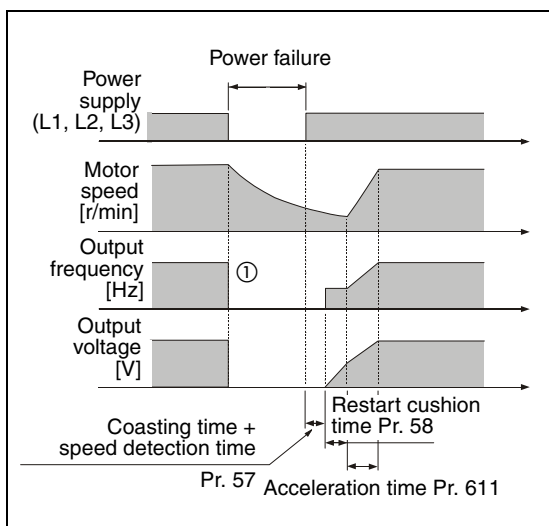 Power failure
Power
supply
(L1, L2, L3)
Motor
speed
[r/min]
Output
frequency
[Hz]
①
Output
voltage
[V]
Coasting time +
speed detection time
Pr. 57
Restart cushion
time Pr. 58
Acceleration time Pr. 611